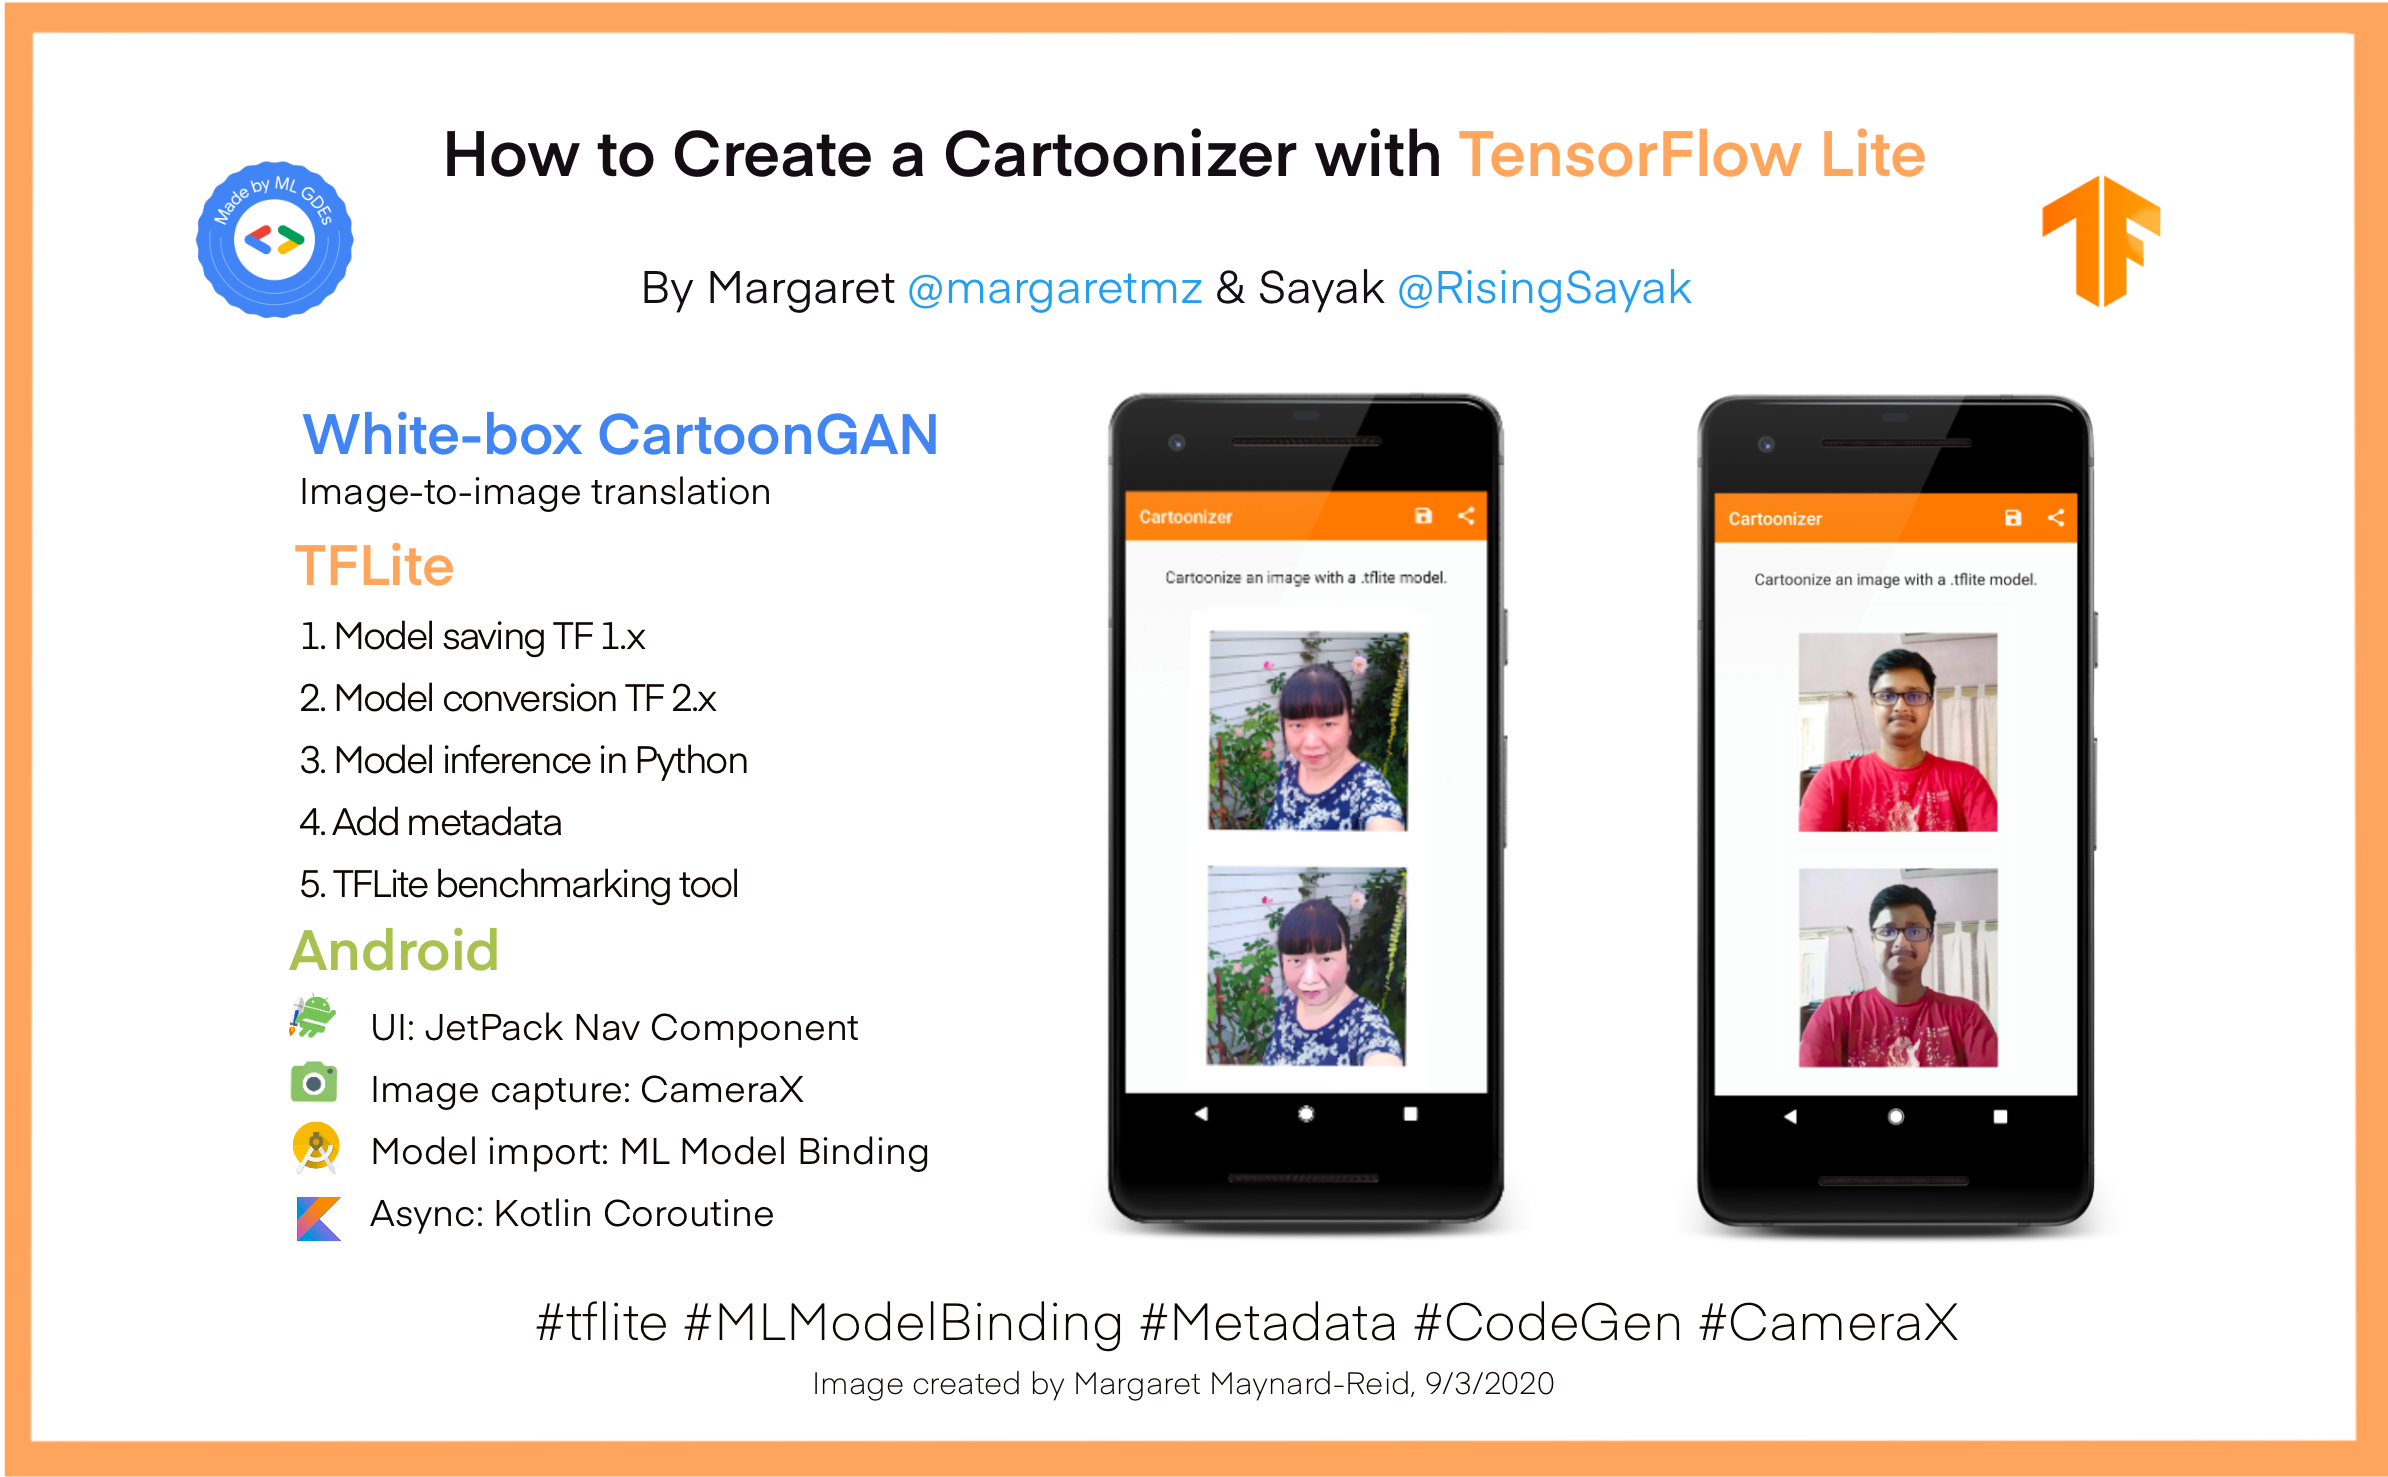 How to Create a Cartoonizer with TensorFlow Lite
Made by ML GDEs
By Margaret @margaretmz & Sayak @RisingSayak
White-box CartoonGAN
Image-to-image translation
TFLite
1. Model saving TF 1.x
2. Model conversion TF 2.x
3. Model inference in Python
4. Add metadata
5. TFLite benchmarking tool
Android
UI: JetPack Nav Component
Image capture: CameraX
Model import: ML Model Binding
Async: Kotlin Coroutine
Cartoonizer
Cartoonize an image with a .tflite model.
Cartoonizer
Cartoonize an image with a .tflite model.
#tflite #MLModelBinding #Metadata #CodeGen #CameraX
Image created by Margaret Maynard-Reid, 9/3/2020